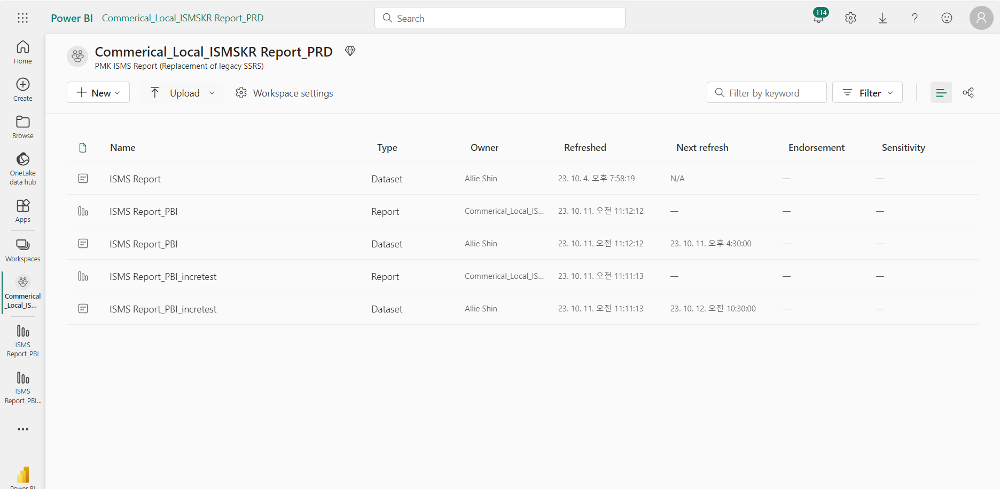 Power BI Commerical_Local_ISMSKR Report_PRD
Search
114
Home
Create
Browse
OneLake
data hub
Apps
Workspaces
Commerical
_Local_IS...
ISMS
Report_PBI
ISMS
Report_PBI...
Power BI
Commerical_Local_ISMSKR Report_PRD
PMK ISMS Report (Replacement of legacy SSRS)
New Upload Workspace settings
Filter by keyword Filter
Name Type Owner Refreshed Next refresh Endorsement Sensitivity
ISMS Report Dataset Allie Shin 23. 10. 4. 오후 7:58:19 N/A — —
ISMS Report_PBI Report Commerical_Local_IS... 23. 10. 11. 오전 11:12:12 — — —
ISMS Report_PBI Dataset Allie Shin 23. 10. 11. 오전 11:12:12 23. 10. 11. 오후 4:30:00 — —
ISMS Report_PBI_incretest Report Commerical_Local_IS... 23. 10. 11. 오전 11:11:13 — — —
ISMS Report_PBI_incretest Dataset Allie Shin 23. 10. 11. 오전 11:11:13 23. 10. 12. 오전 10:30:00 — —